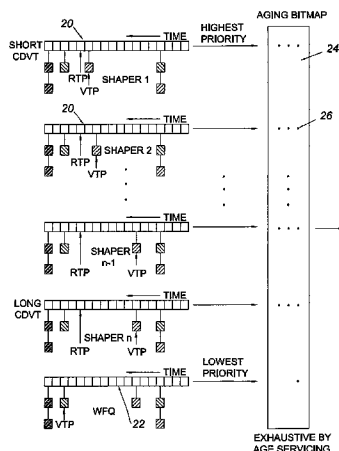 20
HIGHEST
PRIORITY
AGING BITMAP
SHORT
CDVT
TIME
24
RTP
SHAPER 1
VTP
20
TIME
26
RTP
SHAPER 2
VTP
TIME
RTP
SHAPER
n-1
VTP
LONG
CDVT
TIME
RTP
SHAPER n
VTP
TIME
LOWEST
PRIORITY
VTP
WFQ
22
EXHAUSTIVE BY
AGE SERVICING